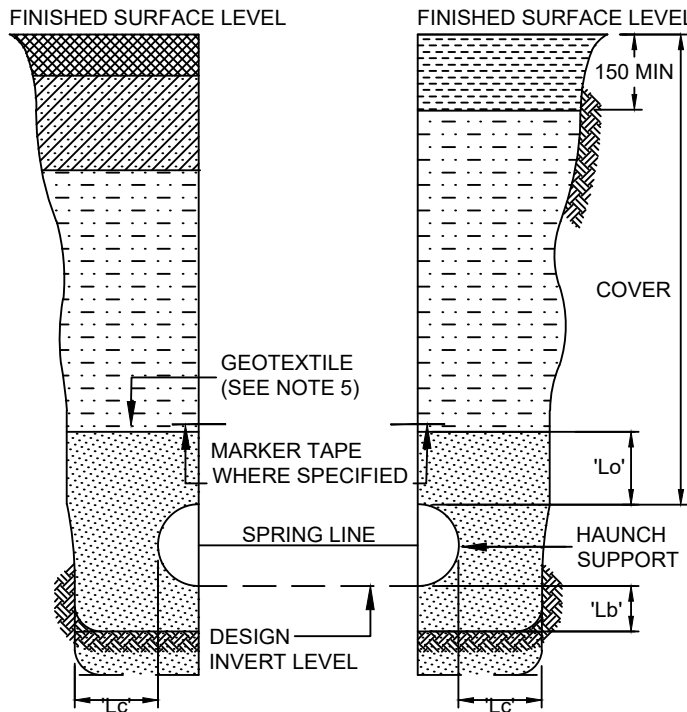 FINISHED SURFACE LEVEL
FINISHED SURFACE LEVEL
150 MIN
COVER
GEOTEXTILE
(SEE NOTE 5)
MARKER TAPE
WHERE SPECIFIED
'Lo'
SPRING LINE
HAUNCH
SUPPORT
'Lb'
DESIGN
INVERT LEVEL
'Lc'
'Lc'